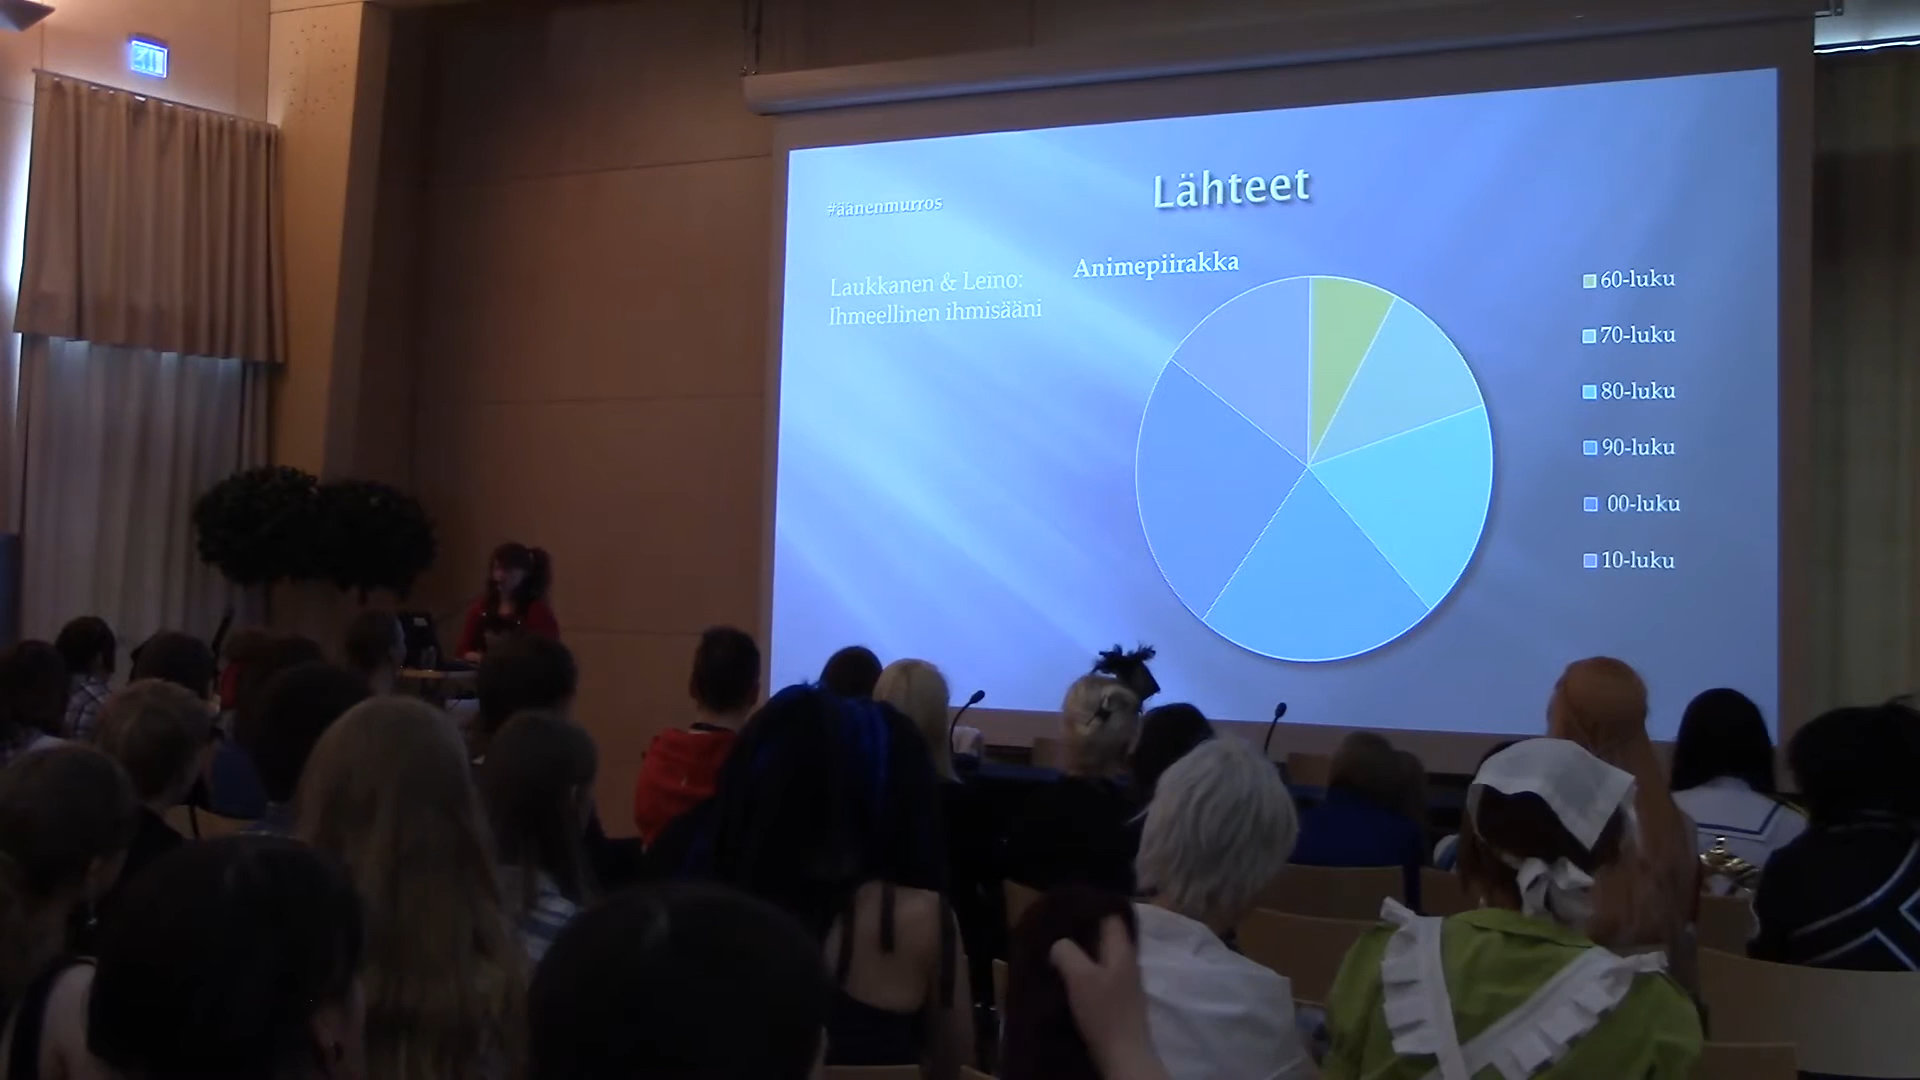 Lähteet
#äänenmurros
Laukkanen & Leino:
Ihmeellinen ihmisääni
Animepiirakka
60-luku
70-luku
80-luku
90-luku
00-luku
10-luku